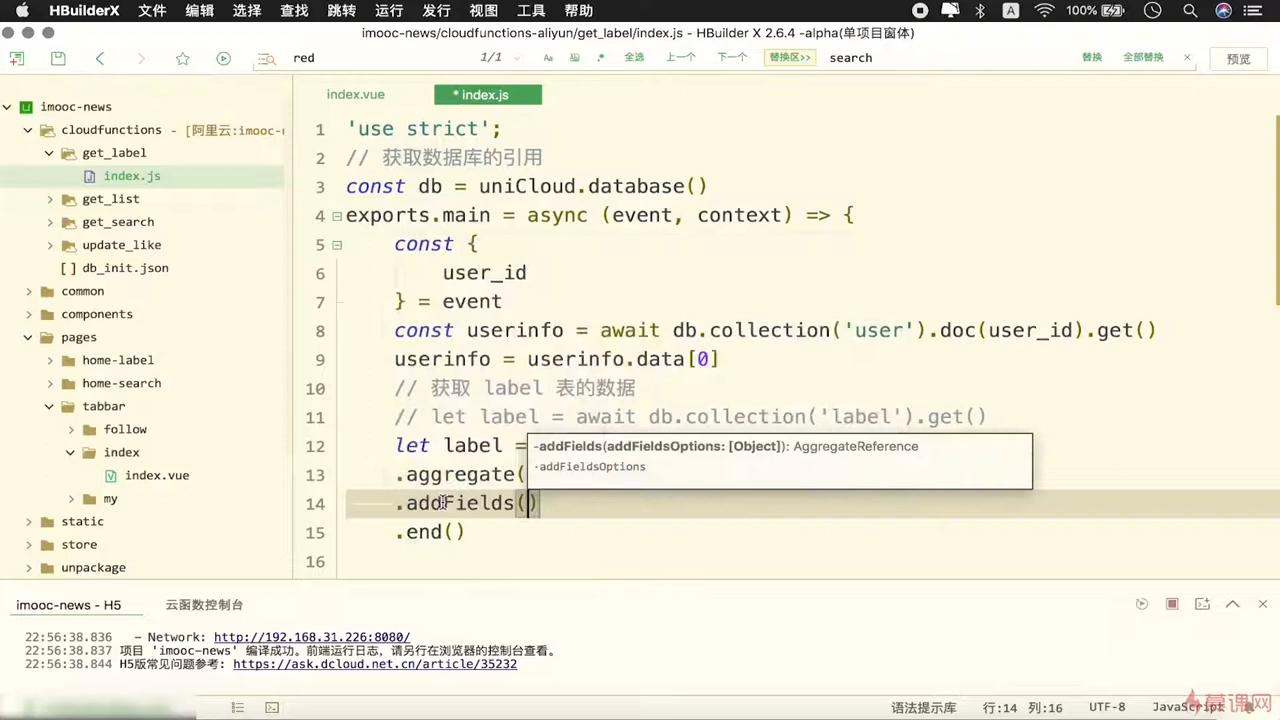 HBuilderX 文件 编辑 选择 查找 跳转 运行 发行 视图 工具 帮助 100%
imooc-news/cloudfunctions-aliyun/get_label/index.js - HBuilder X 2.6.4 -alpha(单项目窗体)
red 1/1 全选 上一个 下一个 替换区>> search 替换 全部替换 预览
imooc-news
cloudfunctions - [阿里云:imooc-
get_label
index.js
get_list
get_search
update_like
[ ] db_init.json
common
components
pages
home-label
home-search
tabbar
follow
index
index.vue
my
static
store
unpackage
index.vue * index.js
1 'use strict';
2 // 获取数据库的引用
3 const db = uniCloud.database()
4 exports.main = async (event, context) => {
5 const {
6 user_id
7 } = event
8 const userinfo = await db.collection('user').doc(user_id).get()
9 userinfo = userinfo.data[0]
10 // 获取 label 表的数据
11 // let label = await db.collection('label').get()
12 let label =
-addFields(addFieldsOptions: [Object]): AggregateReference
·addFieldsOptions
13 .aggregate(
14 .addFields()
15 .end()
16
imooc-news - H5 云函数控制台
22:56:38.836 - Network: http://192.168.31.226:8080/
22:56:38.837 项目 'imooc-news' 编译成功。前端运行日志，请另行在浏览器的控制台查看。
22:56:38.844 H5版常见问题参考: https://ask.dcloud.net.cn/article/35232
语法提示库 行:14 列:16 UTF-8 JavaScript
慕课网